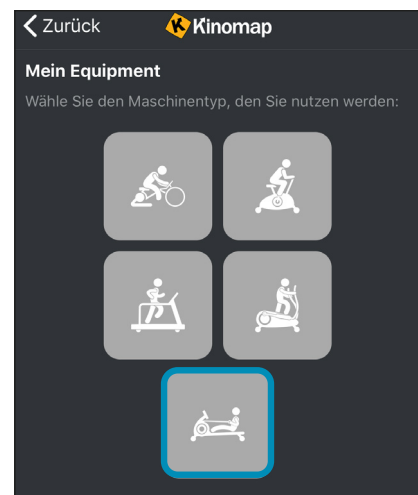 Zurück
Kinomap
Mein Equipment
Wähle Sie den Maschinentyp, den Sie nutzen werden: